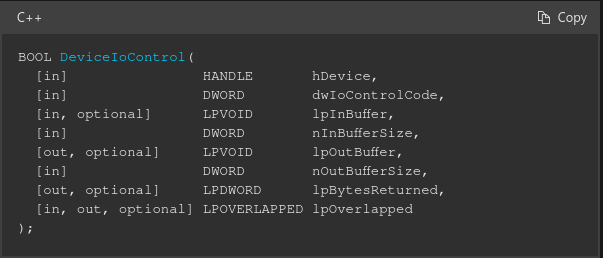 C++ Copy
BOOL DeviceIoControl(
[in] HANDLE hDevice,
[in] DWORD dwIoControlCode,
[in, optional] LPVOID lpInBuffer,
[in] DWORD nInBufferSize,
[out, optional] LPVOID lpOutBuffer,
[in] DWORD nOutBufferSize,
[out, optional] LPDWORD lpBytesReturned,
[in, out, optional] LPOVERLAPPED lpOverlapped
);